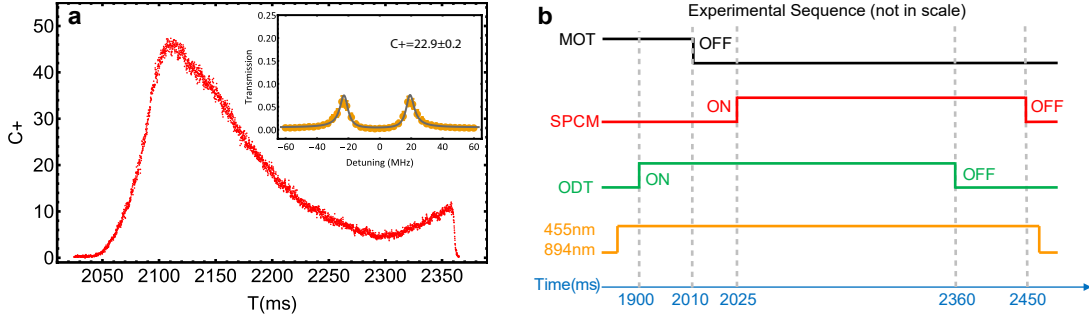 a
C+
50
40
30
20
10
0
2050 2100 2150 2200 2250 2300 2350
T(ms)
Transmission
0.25
0.20
0.15
0.10
0.05
0.00
C+=22.9±0.2
−60 −40 −20 0 20 40 60
Detuning (MHz)
b
Experimental Sequence (not in scale)
MOT OFF
SPCM ON OFF
ODT ON OFF
455nm
894nm
Time(ms)
1900 2010 2025 2360 2450